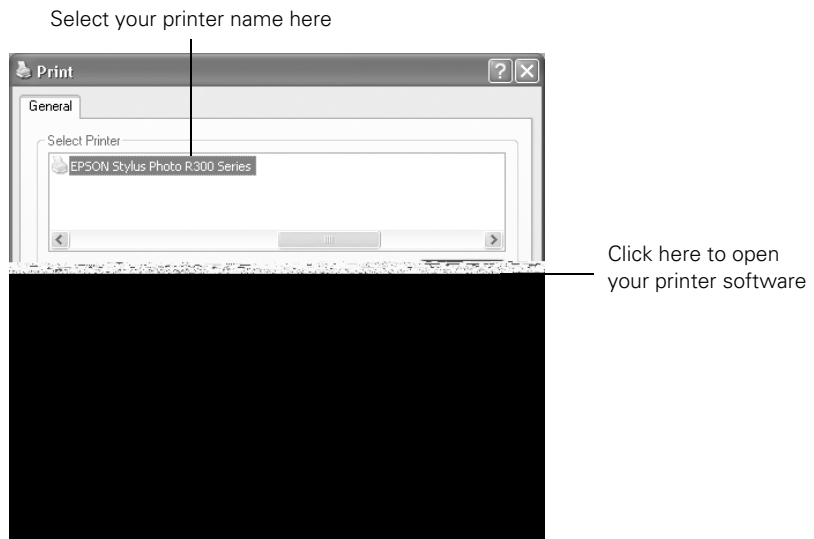 Select your printer name here
Print
General
Select Printer
EPSON Stylus Photo R300 Series
Click here to open
your printer software